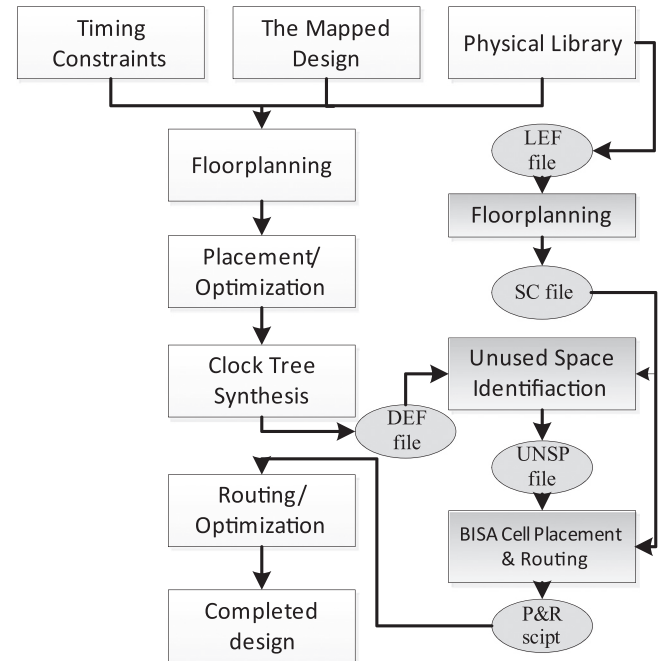 Timing
Constraints
The Mapped
Design
Physical Library
LEF
file
Floorplanning
Floorplanning
Placement/
Optimization
SC file
Clock Tree
Synthesis
Unused Space
Identifiaction
DEF
file
UNSP
file
Routing/
Optimization
BISA Cell Placement
& Routing
Completed
design
P&R
scipt